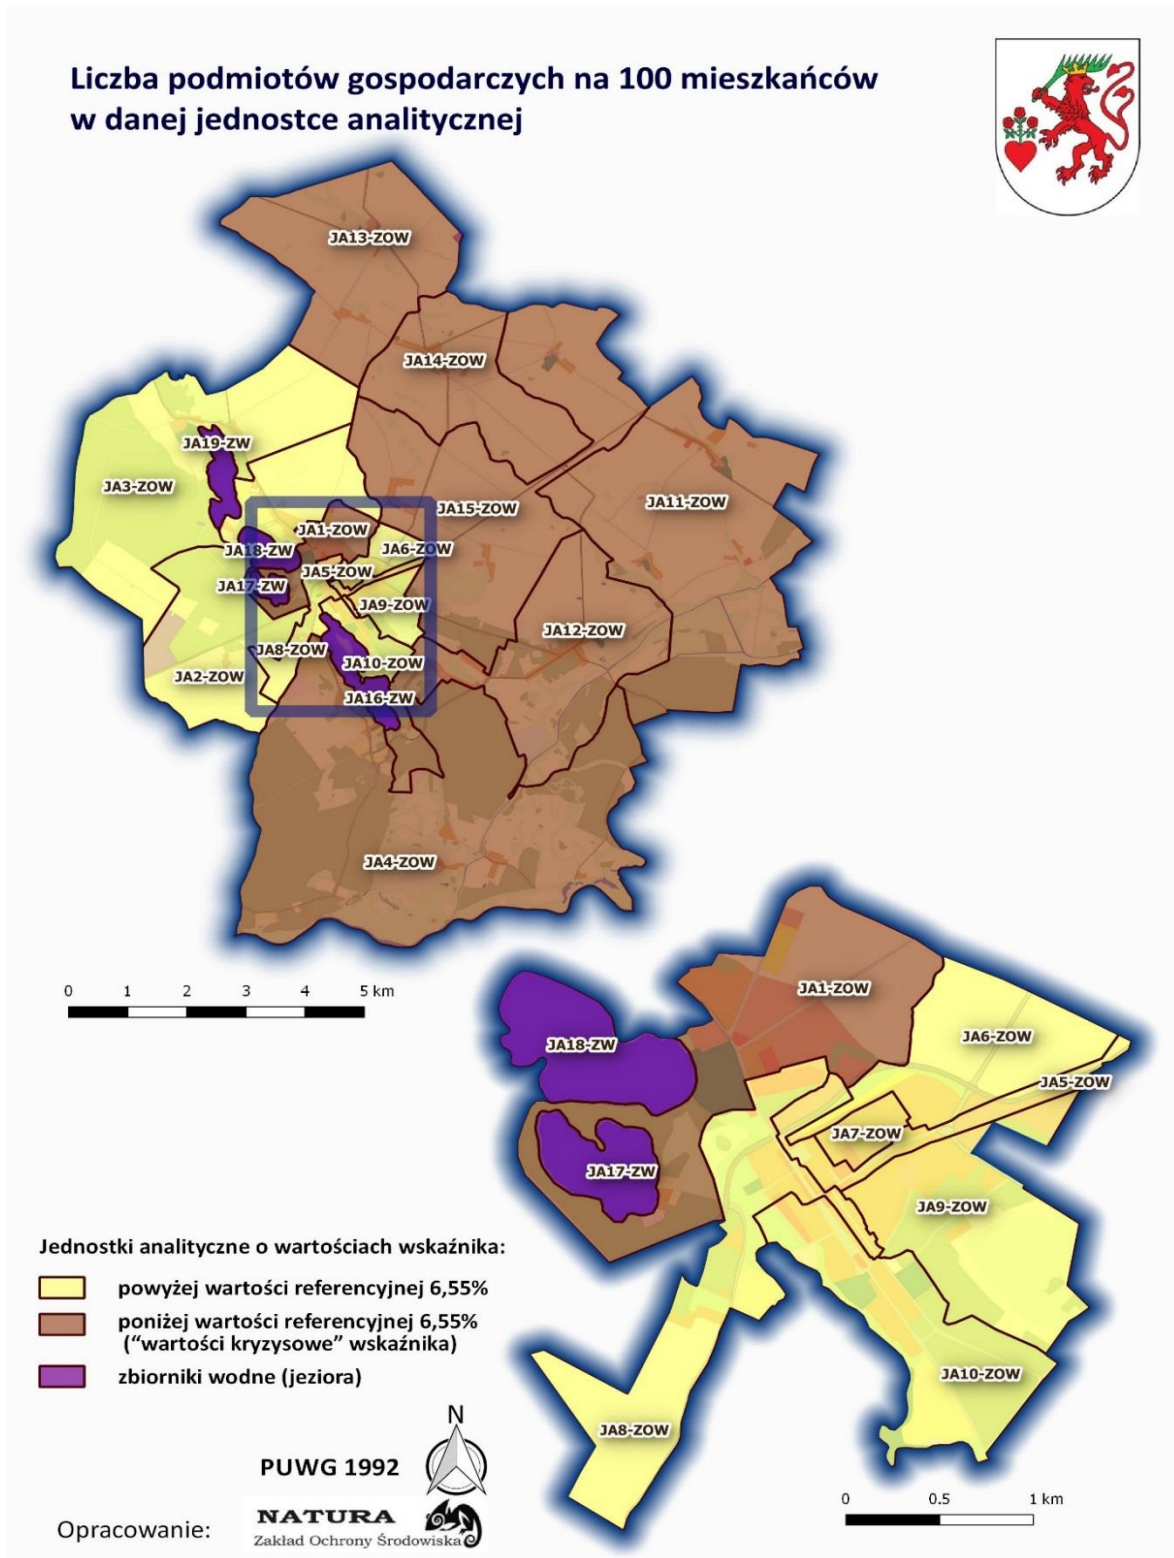 Liczba podmiotów gospodarczych na 100 mieszkańców
w danej jednostce analitycznej
JA13-ZOW
JA14-ZOW
JA19-ZW
JA3-ZOW
JA11-ZOW
JA15-ZOW
JA1-ZOW
JA18-ZW
JA6-ZOW
JA5-ZOW
JA17-ZW
JA9-ZOW
JA12-ZOW
JA8-ZOW
JA10-ZOW
JA2-ZOW
JA16-ZW
JA4-ZOW
0 1 2 3 4 5 km
JA1-ZOW
JA18-ZW
JA6-ZOW
JA5-ZOW
JA7-ZOW
JA17-ZW
JA9-ZOW
JA10-ZOW
JA8-ZOW
Jednostki analityczne o wartościach wskaźnika:
powyżej wartości referencyjnej 6,55%
poniżej wartości referencyjnej 6,55%
(“wartości kryzysowe” wskaźnika)
zbiorniki wodne (jeziora)
N
PUWG 1992
0 0.5 1 km
Opracowanie:
NATURA
Zakład Ochrony Środowiska